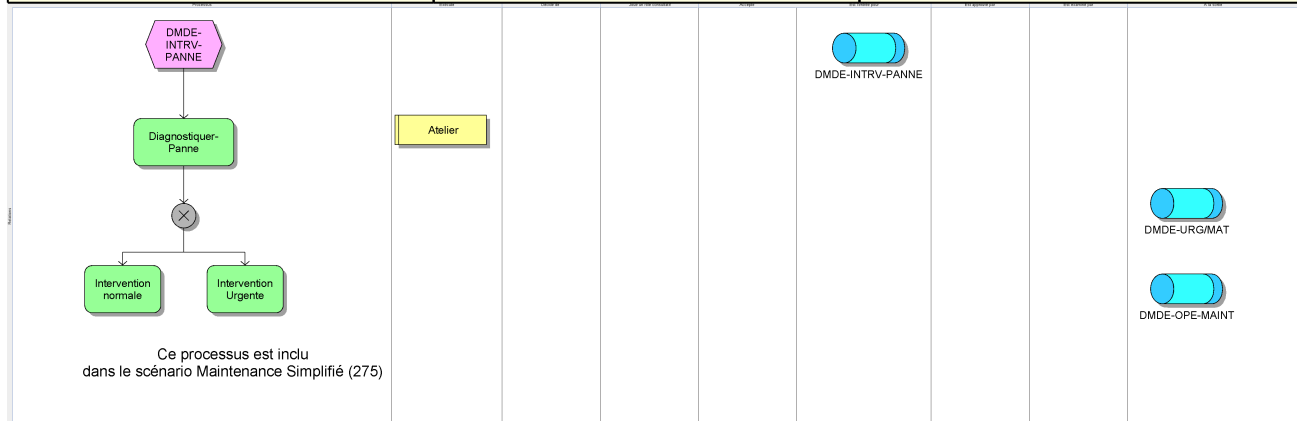 Processus
DMDE-
INTRV-
PANNE
DMDE-INTRV-PANNE
Diagnostiquer-
Panne
Atelier
DMDE-URG/MAT
Intervention
normale
Intervention
Urgente
DMDE-OPE-MAINT
Ce processus est inclu
dans le scénario Maintenance Simplifié (275)